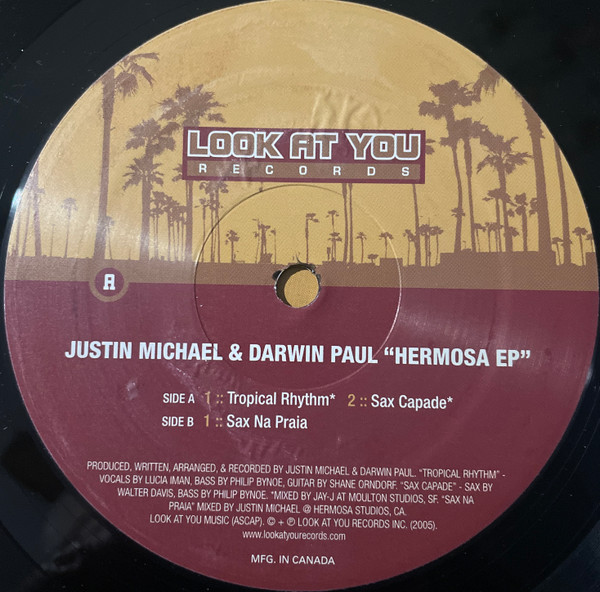 LOOK AT YOU
RECORDS
A
JUSTIN MICHAEL & DARWIN PAUL “HERMOSA EP”
SIDE A 1 :: Tropical Rhythm* 2 :: Sax Capade*
SIDE B 1 :: Sax Na Praia
PRODUCED, WRITTEN, ARRANGED, & RECORDED BY JUSTIN MICHAEL & DARWIN PAUL. “TROPICAL RHYTHM” -
VOCALS BY LUCIA IMAN, BASS BY PHILIP BYNOE, GUITAR BY SHANE ORNDORF. “SAX CAPADE” - SAX BY
WALTER DAVIS, BASS BY PHILIP BYNOE. *MIXED BY JAY-J AT MOULTON STUDIOS, SF. “SAX NA
PRAIA” MIXED BY JUSTIN MICHAEL @ HERMOSA STUDIOS, CA.
LOOK AT YOU MUSIC (ASCAP). © + ℗ LOOK AT YOU RECORDS INC. (2005).
www.lookatyourecords.com
MFG. IN CANADA